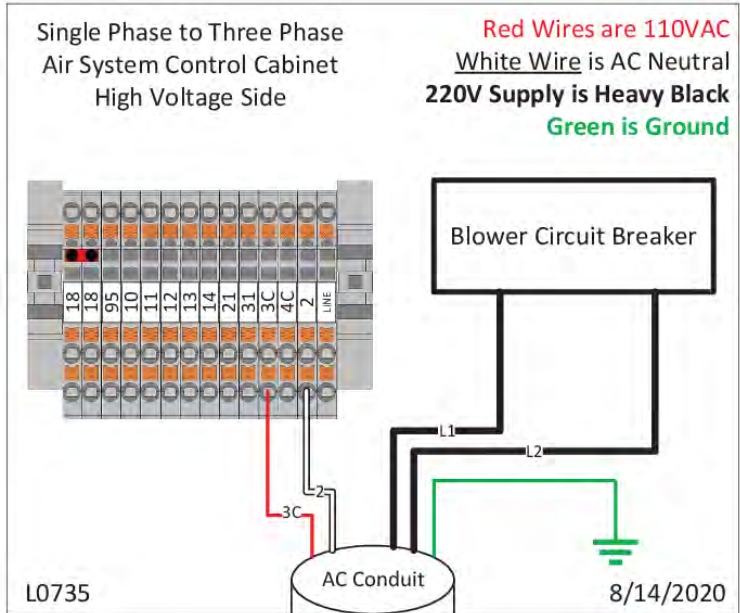 Single Phase to Three Phase
Air System Control Cabinet
High Voltage Side
Red Wires are 110VAC
White Wire is AC Neutral
220V Supply is Heavy Black
Green is Ground
Blower Circuit Breaker
18 18 95 10 11 12 13 14 21 31 3C 4C 2 LINE
L1
L2
2
3C
AC Conduit
L0735
8/14/2020